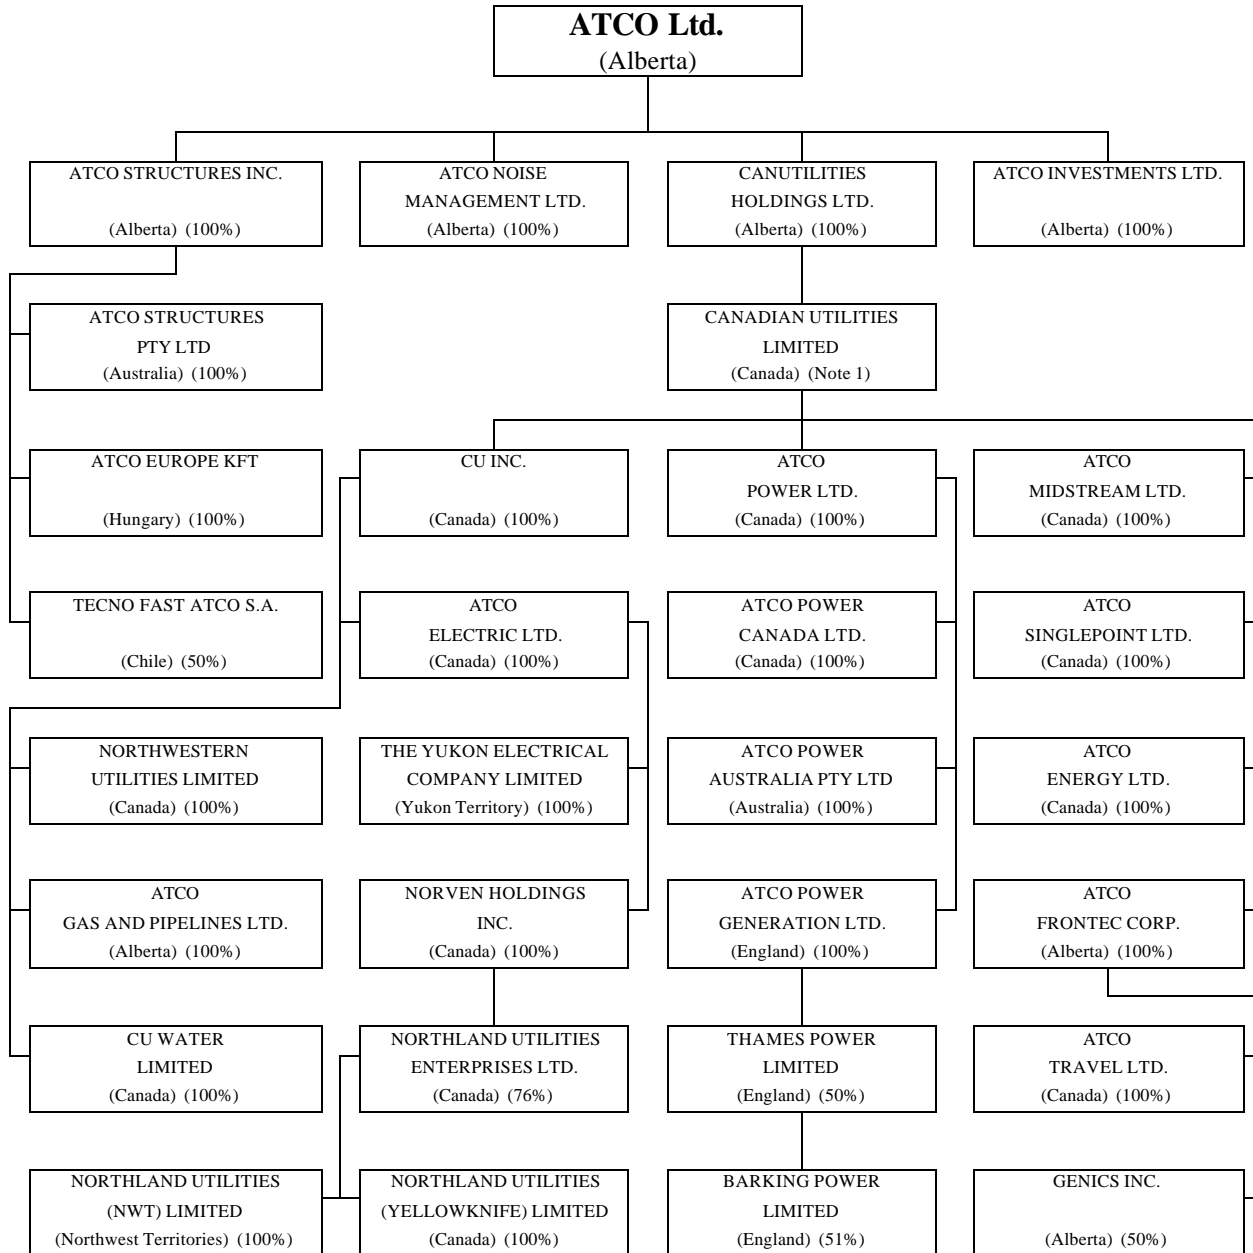 ATCO Ltd.
(Alberta)
ATCO STRUCTURES INC.
(Alberta) (100%)
ATCO NOISE
MANAGEMENT LTD.
(Alberta) (100%)
CANUTILITIES
HOLDINGS LTD.
(Alberta) (100%)
ATCO INVESTMENTS LTD.
(Alberta) (100%)
ATCO STRUCTURES
PTY LTD
(Australia) (100%)
CANADIAN UTILITIES
LIMITED
(Canada) (Note 1)
ATCO EUROPE KFT
(Hungary) (100%)
CU INC.
(Canada) (100%)
ATCO
POWER LTD.
(Canada) (100%)
ATCO
MIDSTREAM LTD.
(Canada) (100%)
TECNO FAST ATCO S.A.
(Chile) (50%)
ATCO
ELECTRIC LTD.
(Canada) (100%)
ATCO POWER
CANADA LTD.
(Canada) (100%)
ATCO
SINGLEPOINT LTD.
(Canada) (100%)
NORTHWESTERN
UTILITIES LIMITED
(Canada) (100%)
THE YUKON ELECTRICAL
COMPANY LIMITED
(Yukon Territory) (100%)
ATCO POWER
AUSTRALIA PTY LTD
(Australia) (100%)
ATCO
ENERGY LTD.
(Canada) (100%)
ATCO
GAS AND PIPELINES LTD.
(Alberta) (100%)
NORVEN HOLDINGS
INC.
(Canada) (100%)
ATCO POWER
GENERATION LTD.
(England) (100%)
ATCO
FRONTEC CORP.
(Alberta) (100%)
CU WATER
LIMITED
(Canada) (100%)
NORTHLAND UTILITIES
ENTERPRISES LTD.
(Canada) (76%)
THAMES POWER
LIMITED
(England) (50%)
ATCO
TRAVEL LTD.
(Canada) (100%)
NORTHLAND UTILITIES
(NWT) LIMITED
(Northwest Territories) (100%)
NORTHLAND UTILITIES
(YELLOWKNIFE) LIMITED
(Canada) (100%)
BARKING POWER
LIMITED
(England) (51%)
GENICS INC.
(Alberta) (50%)